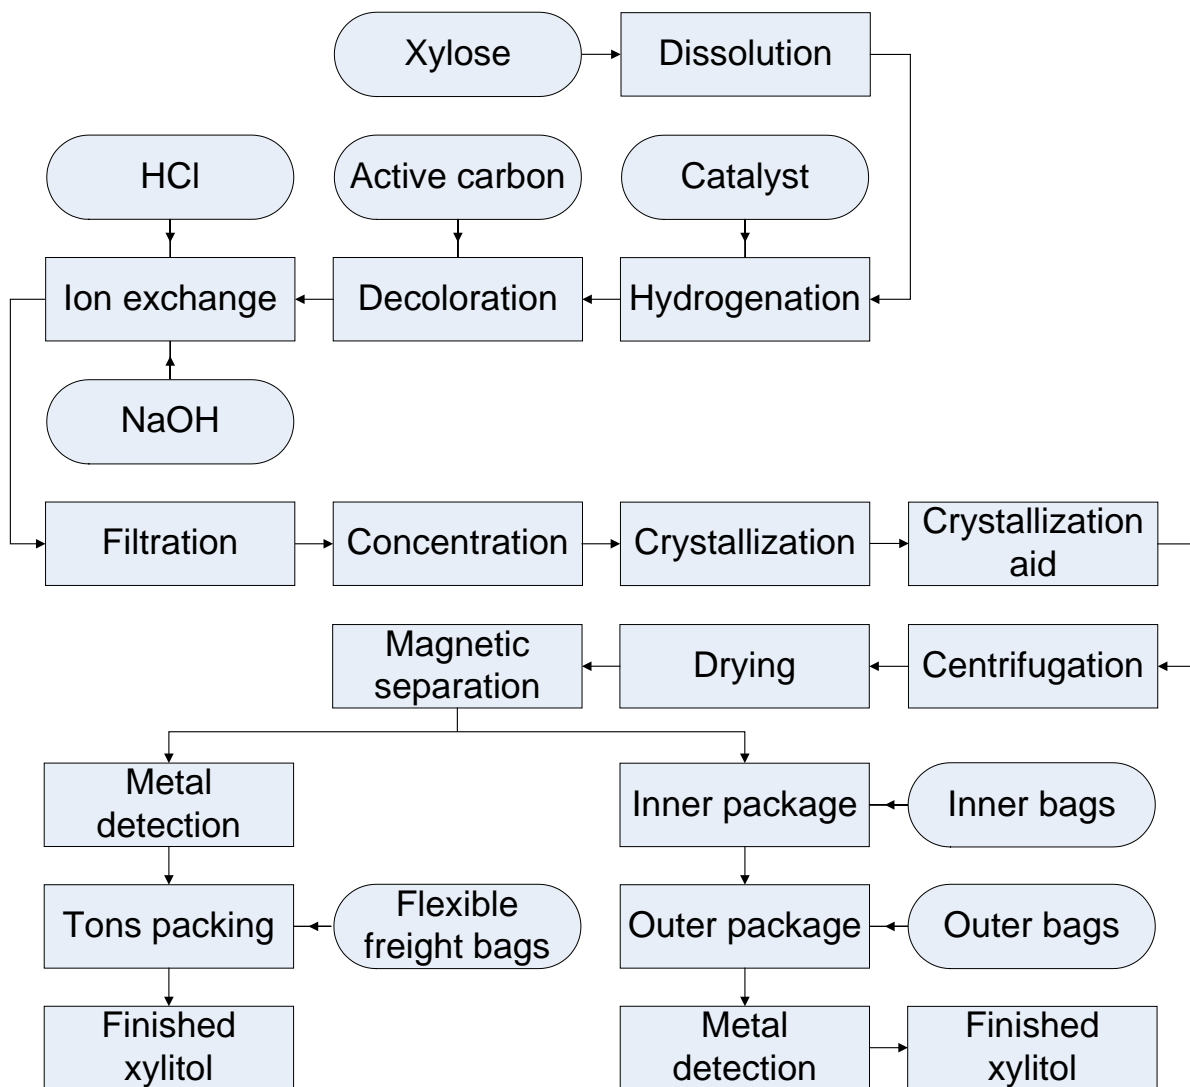 Xylose
Dissolution
HCl
Active carbon
Catalyst
Ion exchange
Decoloration
Hydrogenation
NaOH
Filtration
Concentration
Crystallization
Crystallization
aid
Magnetic
separation
Drying
Centrifugation
Metal
detection
Inner package
Inner bags
Tons packing
Flexible
freight bags
Outer package
Outer bags
Finished
xylitol
Metal
detection
Finished
xylitol